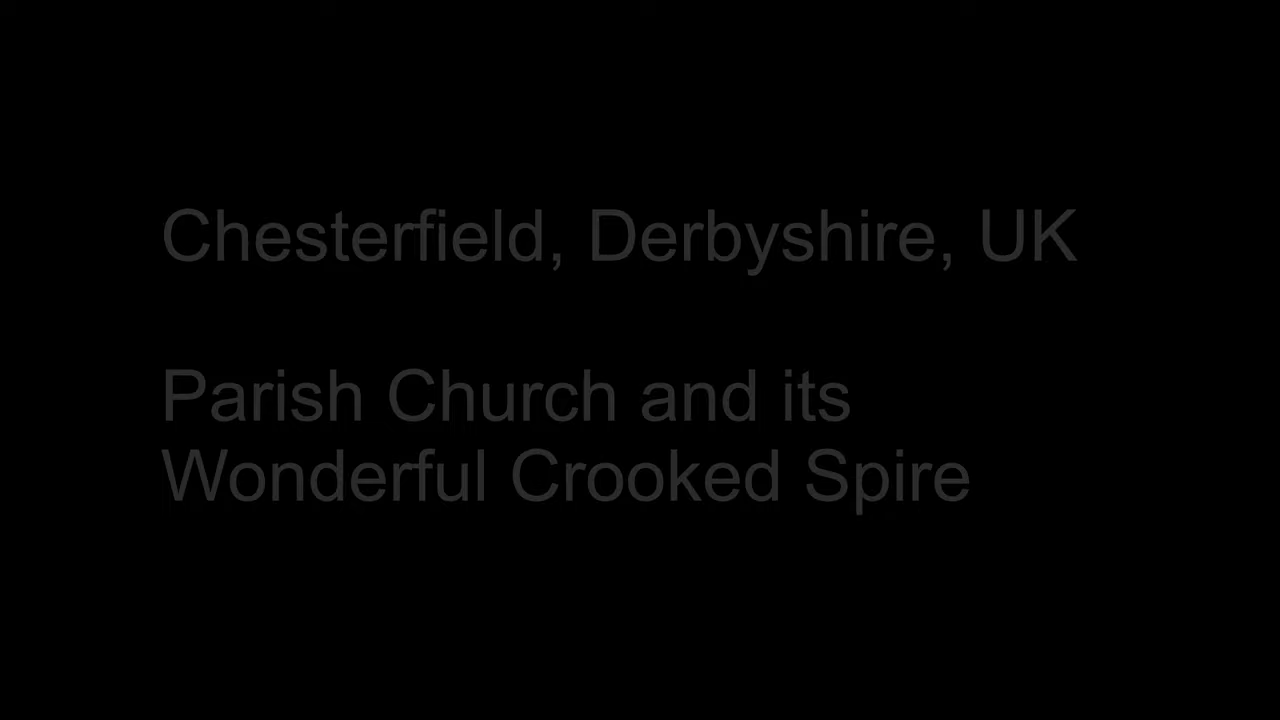 Chesterfield, Derbyshire, UK
Parish Church and its
Wonderful Crooked Spire